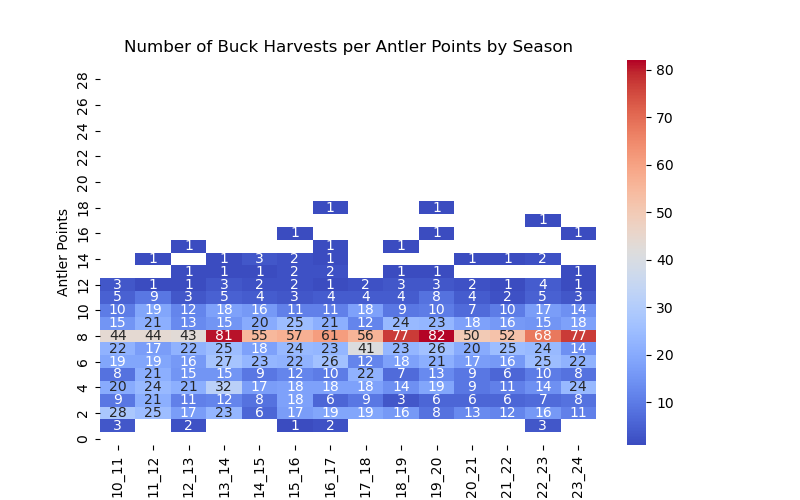 Number of Buck Harvests per Antler Points by Season
Antler Points
28
26
24
22
20
18 1 1
1
16 1 1 1
1 1 1
14 1 1 3 2 1 1 1 2
1 1 1 2 2 1 1 1
12 3 1 1 3 2 2 1 2 3 3 2 1 4 1
5 9 3 5 4 3 4 4 4 8 4 2 5 3
10 10 19 12 18 16 11 11 18 9 10 7 10 17 14
15 21 13 15 20 25 21 12 24 23 18 16 15 18
8 44 44 43 81 55 57 61 56 77 82 50 52 68 77
22 17 22 25 18 24 23 41 23 26 20 25 24 14
6 19 19 16 27 23 22 26 12 18 21 17 16 25 22
8 21 15 15 9 12 10 22 7 13 9 6 10 8
4 20 24 21 32 17 18 18 18 14 19 9 11 14 24
9 21 11 12 8 18 6 9 3 6 6 6 7 8
2 28 25 17 23 6 17 19 19 16 8 13 12 16 11
3 2 1 2 3
0
10_11 11_12 12_13 13_14 14_15 15_16 16_17 17_18 18_19 19_20 20_21 21_22 22_23 23_24
80
70
60
50
40
30
20
10